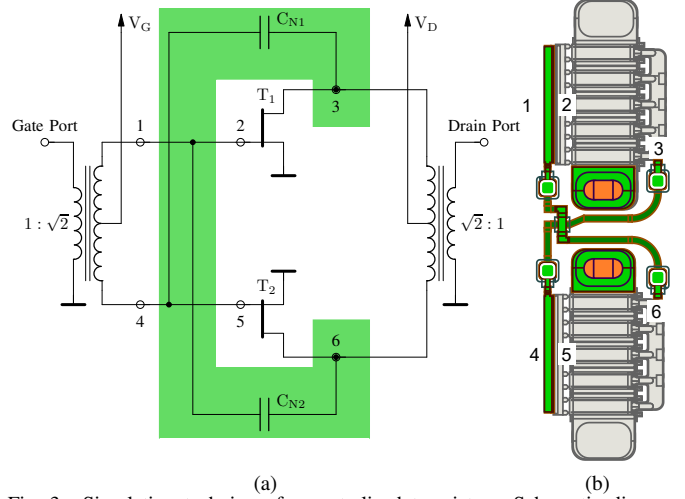 V_G
C_N1
V_D
T_1
3
Gate Port
1
2
Drain Port
1 : √2
√2 : 1
T_2
4
5
6
C_N2
1
2
3
6
4
5
(a)
(b)